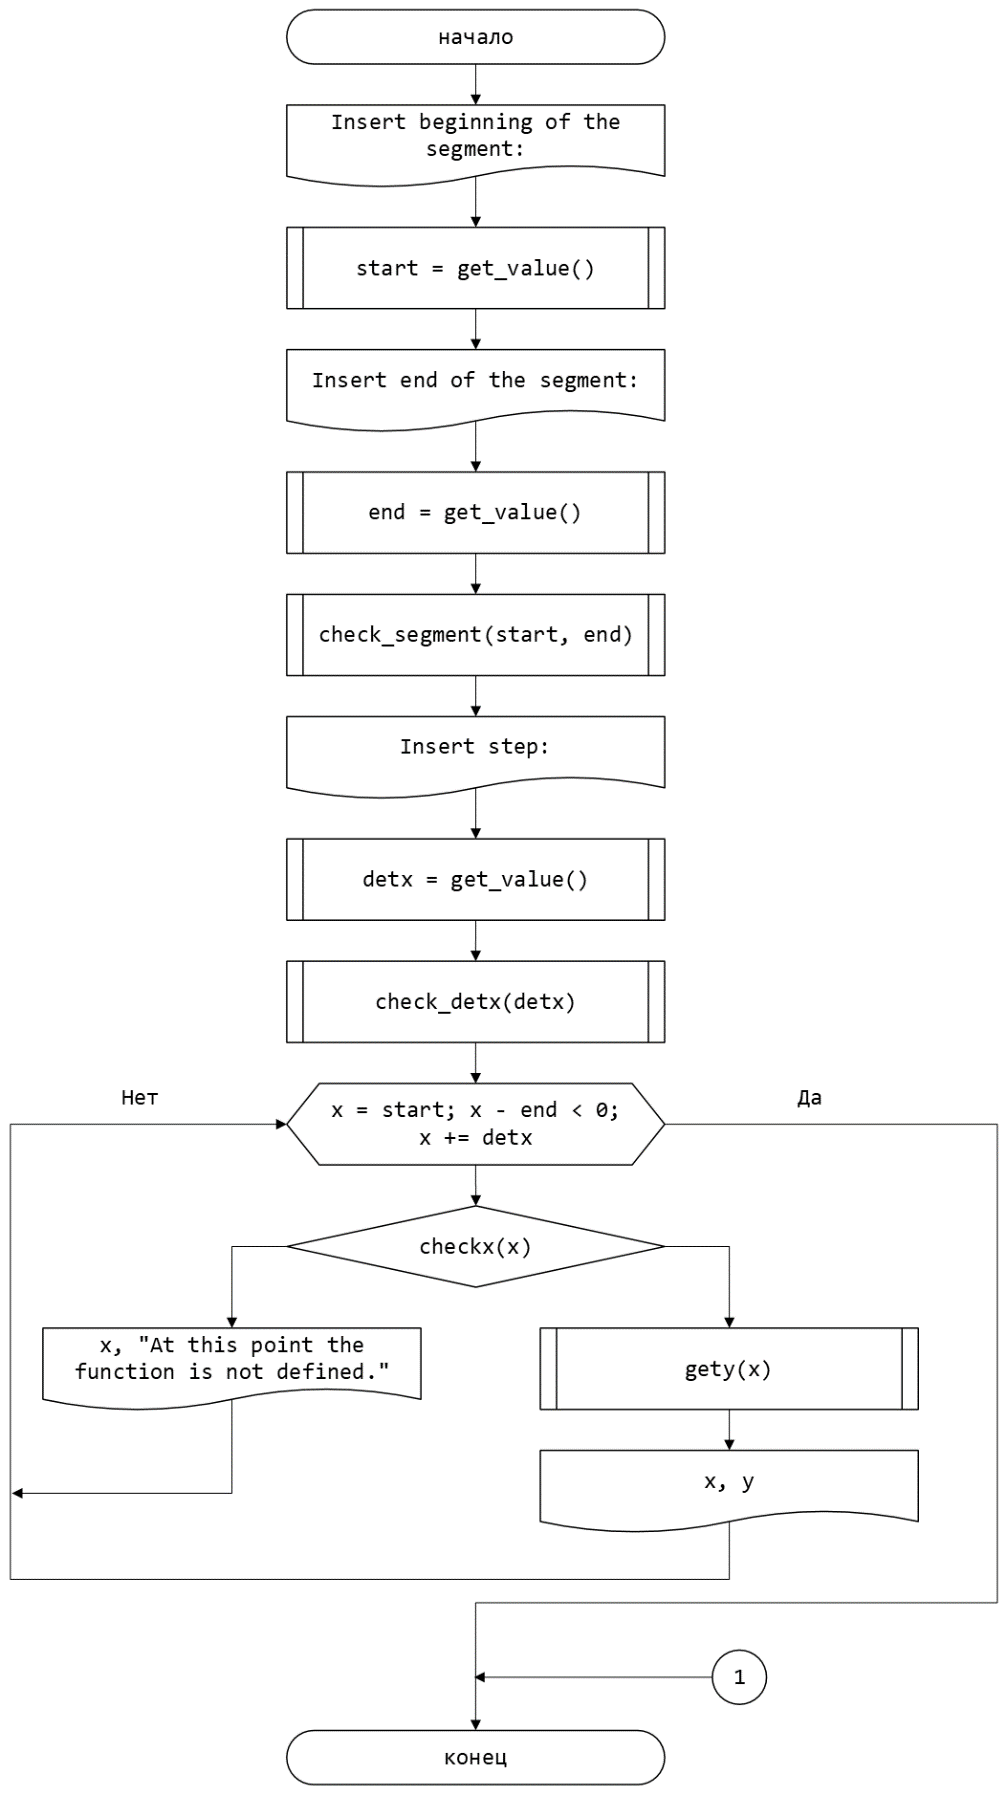 начало
Insert beginning of the
segment:
start = get_value()
Insert end of the segment:
end = get_value()
check_segment(start, end)
Insert step:
detx = get_value()
check_detx(detx)
Нет
Да
x = start; x - end < 0;
x += detx
checkx(x)
x, "At this point the
function is not defined."
gety(x)
x, y
1
конец